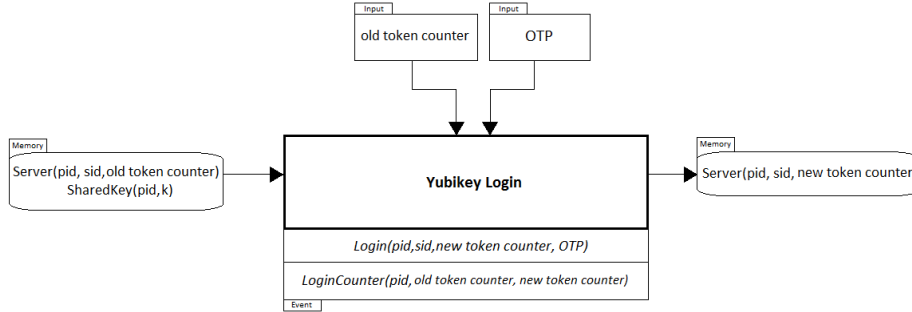 Input
old token counter
Input
OTP
Memory
Server(pid, sid,old token counter)
SharedKey(pid,k)
Yubikey Login
Memory
Server(pid, sid, new token counter
Login(pid,sid,new token counter, OTP)
LoginCounter(pid, old token counter, new token counter)
Event